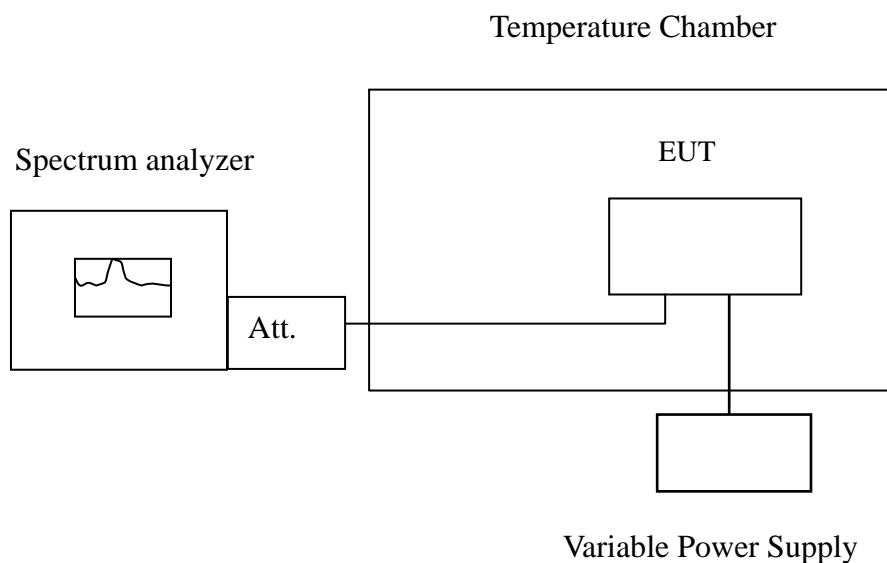 Temperature Chamber
Spectrum analyzer
EUT
Att.
Variable Power Supply